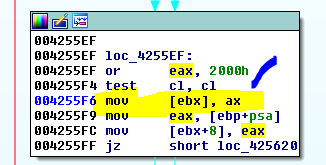 004255EF
004255EF loc_4255EF:
004255EF or eax, 2000h
004255F4 test cl, cl
004255F6 mov [ebx], ax
004255F9 mov eax, [ebp+psa]
004255FC mov [ebx+8], eax
004255FF jz short loc_425620